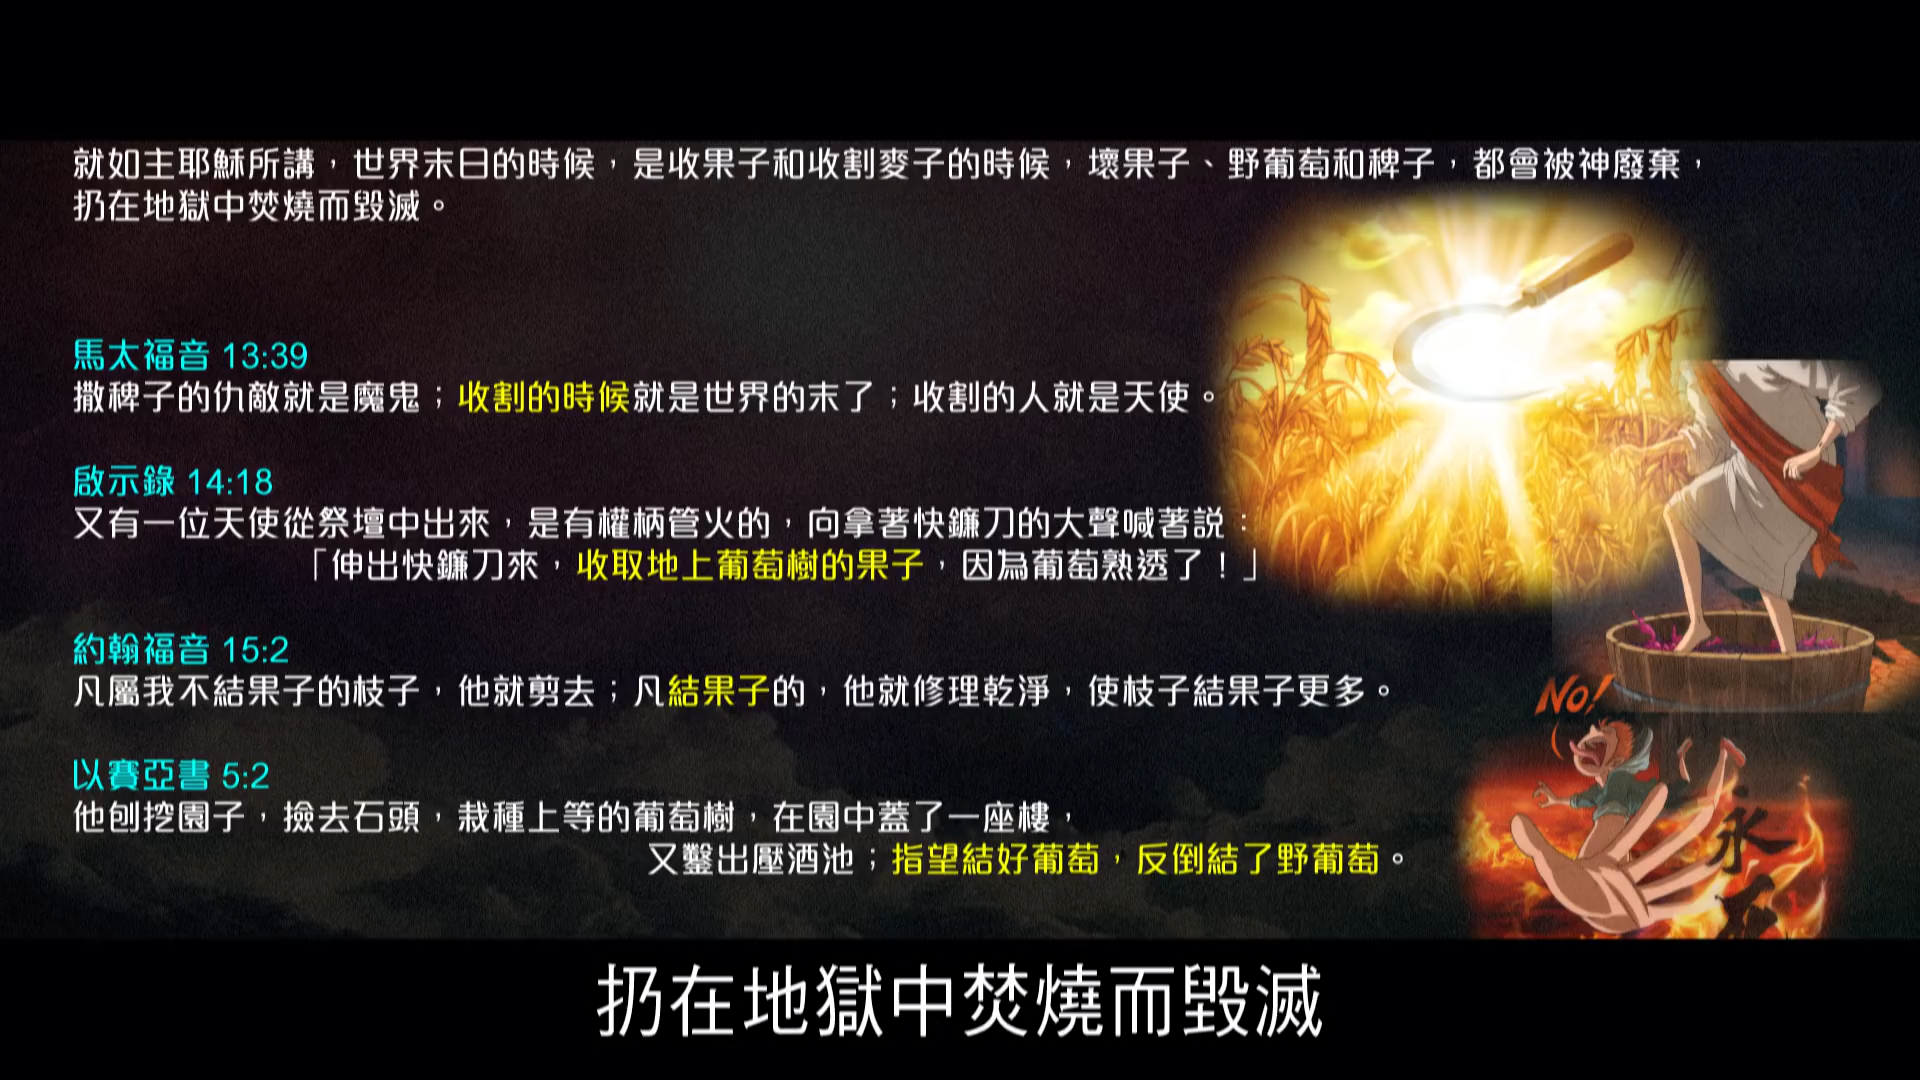 就如主耶穌所講，世界末日的時候，是收果子和收割麥子的時候，壞果子、野葡萄和稗子，都會被神廢棄，
扔在地獄中焚燒而毀滅。
馬太福音 13:39
撒稗子的仇敵就是魔鬼；收割的時候就是世界的末了；收割的人就是天使。
啟示錄 14:18
又有一位天使從祭壇中出來，是有權柄管火的，向拿著快鐮刀的大聲喊著説：
「伸出快鐮刀來，收取地上葡萄樹的果子，因為葡萄熟透了！」
約翰福音 15:2
凡屬我不結果子的枝子，他就剪去；凡結果子的，他就修理乾淨，使枝子結果子更多。
No!
以賽亞書 5:2
他刨挖園子，撿去石頭，栽種上等的葡萄樹，在園中蓋了一座樓，
又鑿出壓酒池；指望結好葡萄，反倒結了野葡萄。
永
扔在地獄中焚燒而毀滅